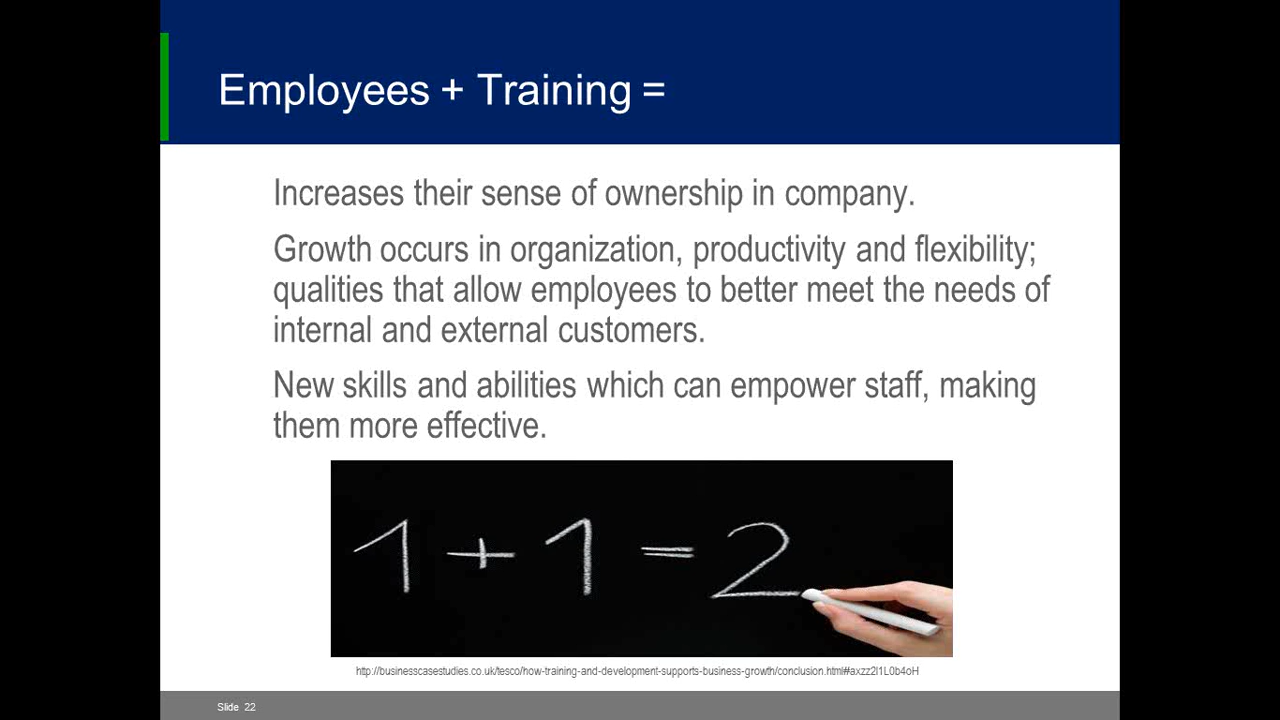 Employees + Training =
Increases their sense of ownership in company.
Growth occurs in organization, productivity and flexibility;
qualities that allow employees to better meet the needs of
internal and external customers.
New skills and abilities which can empower staff, making
them more effective.
1 + 1 = 2
http://businesscasestudies.co.uk/tesco/how-training-and-development-supports-business-growth/conclusion.html#axzz2l1L0b4oH
Slide 22